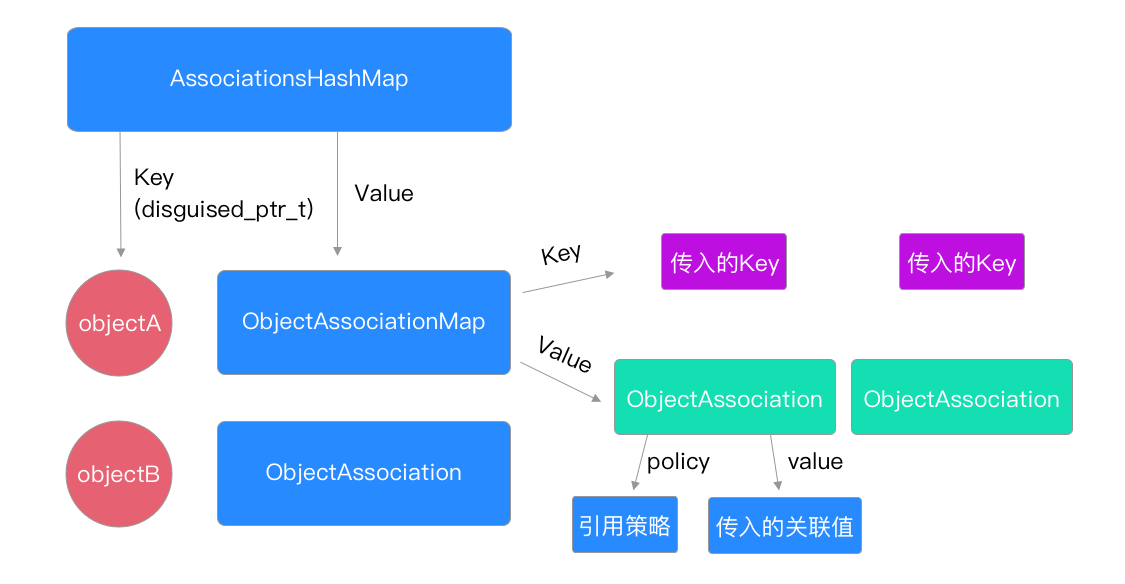 AssociationsHashMap
Key
(disguised_ptr_t)
Value
Key
传入的Key
传入的Key
objectA
ObjectAssociationMap
Value
ObjectAssociation
ObjectAssociation
policy
value
objectB
ObjectAssociation
引用策略
传入的关联值